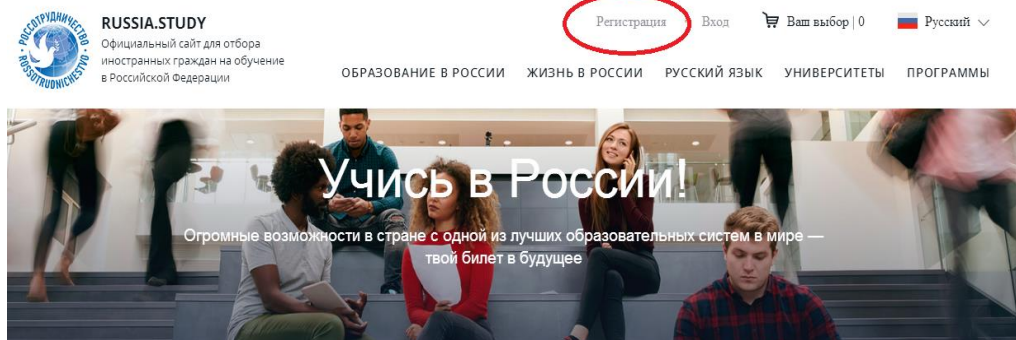 РОССОТРУДНИЧЕСТВО
ROSSOTRUDNICHESTVO
RUSSIA.STUDY
Официальный сайт для отбора
иностранных граждан на обучение
в Российской Федерации
Регистрация Вход Ваш выбор | 0 Русский
ОБРАЗОВАНИЕ В РОССИИ ЖИЗНЬ В РОССИИ РУССКИЙ ЯЗЫК УНИВЕРСИТЕТЫ ПРОГРАММЫ
Учись в России!
Огромные возможности в стране с одной из лучших образовательных систем в мире —
твой билет в будущее